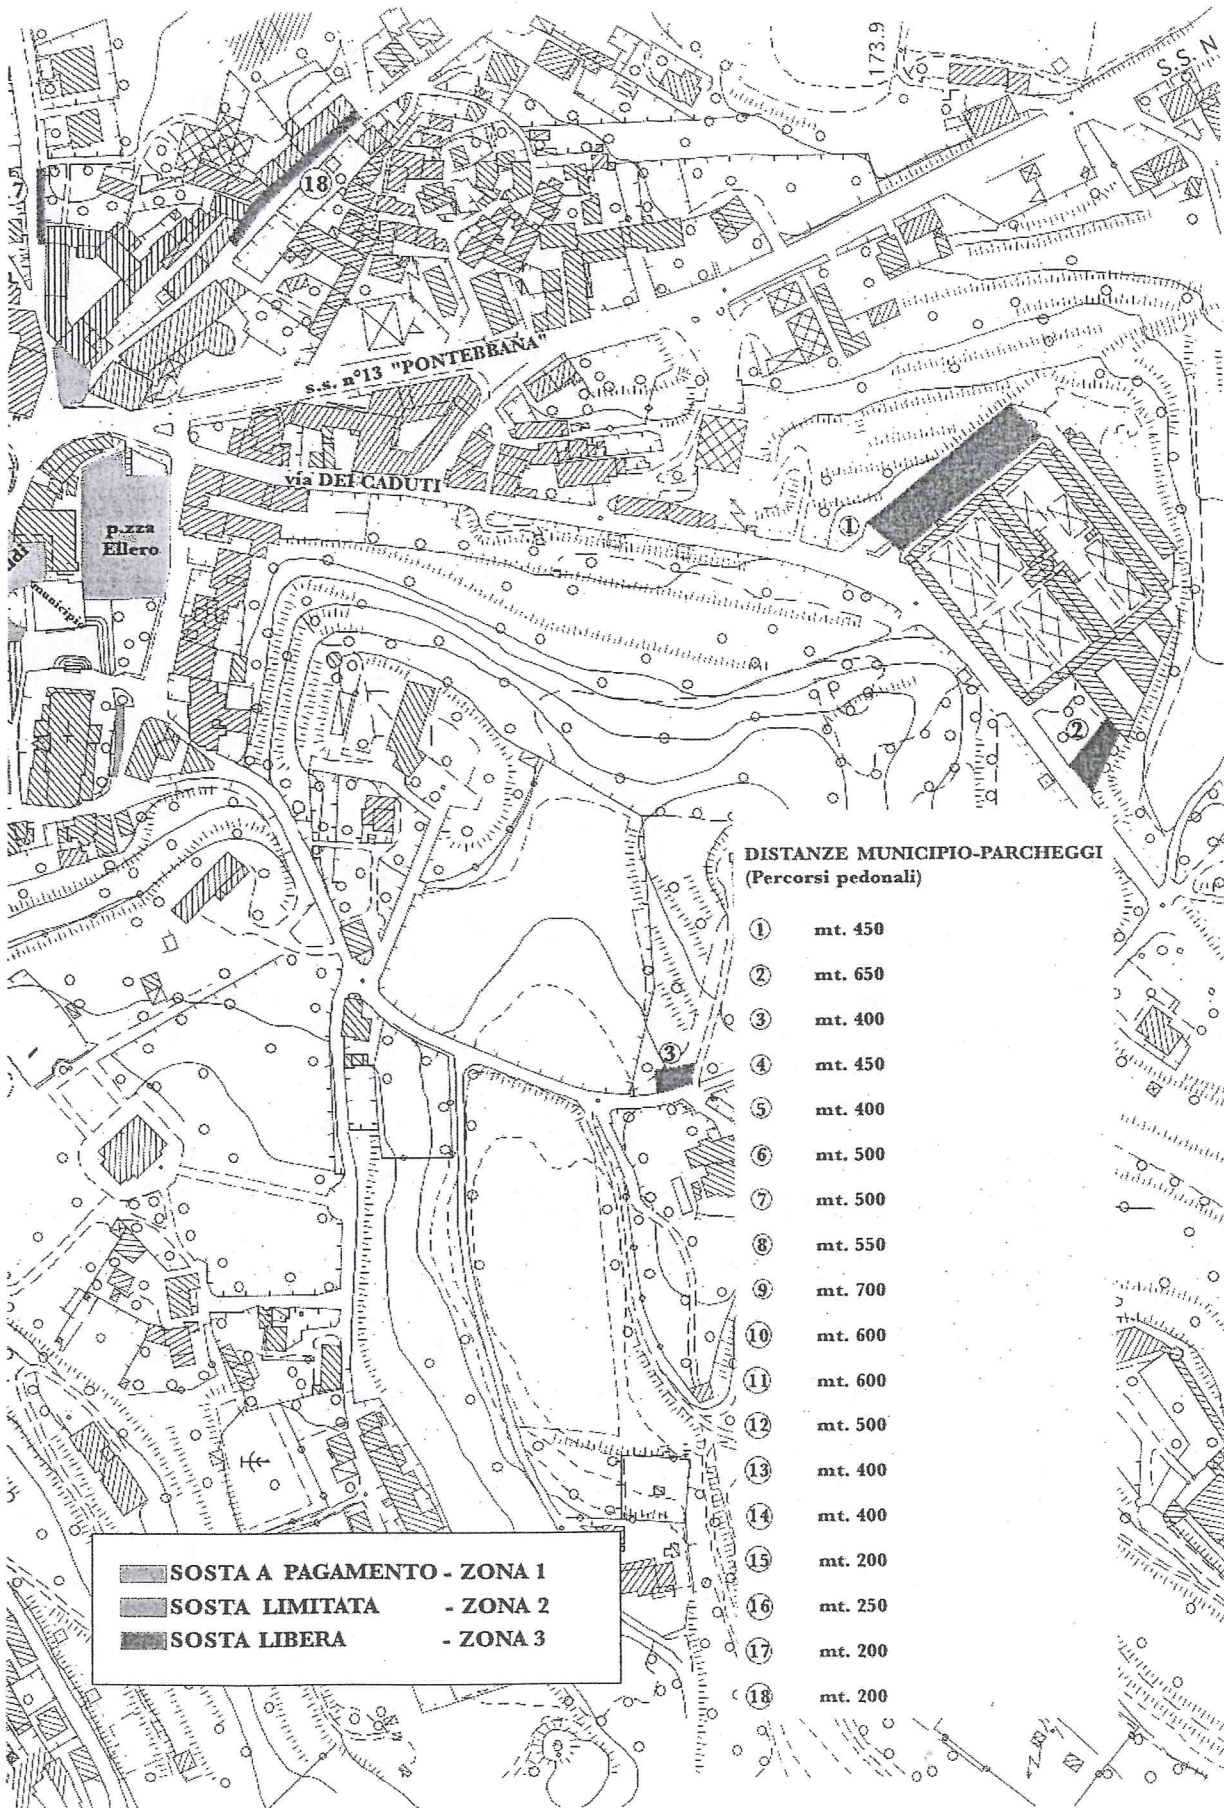 173.9
S.S. N
18
s.s. n°13 "PONTEBBANA"
via DEI CADUTI
p.zza
Ellero
municipio
1
2
3
DISTANZE MUNICIPIO-PARCHEGGI
(Percorsi pedonali)
1 mt. 450
2 mt. 650
3 mt. 400
4 mt. 450
5 mt. 400
6 mt. 500
7 mt. 500
8 mt. 550
9 mt. 700
10 mt. 600
11 mt. 600
12 mt. 500
13 mt. 400
14 mt. 400
15 mt. 200
16 mt. 250
17 mt. 200
18 mt. 200
SOSTA A PAGAMENTO - ZONA 1
SOSTA LIMITATA - ZONA 2
SOSTA LIBERA - ZONA 3